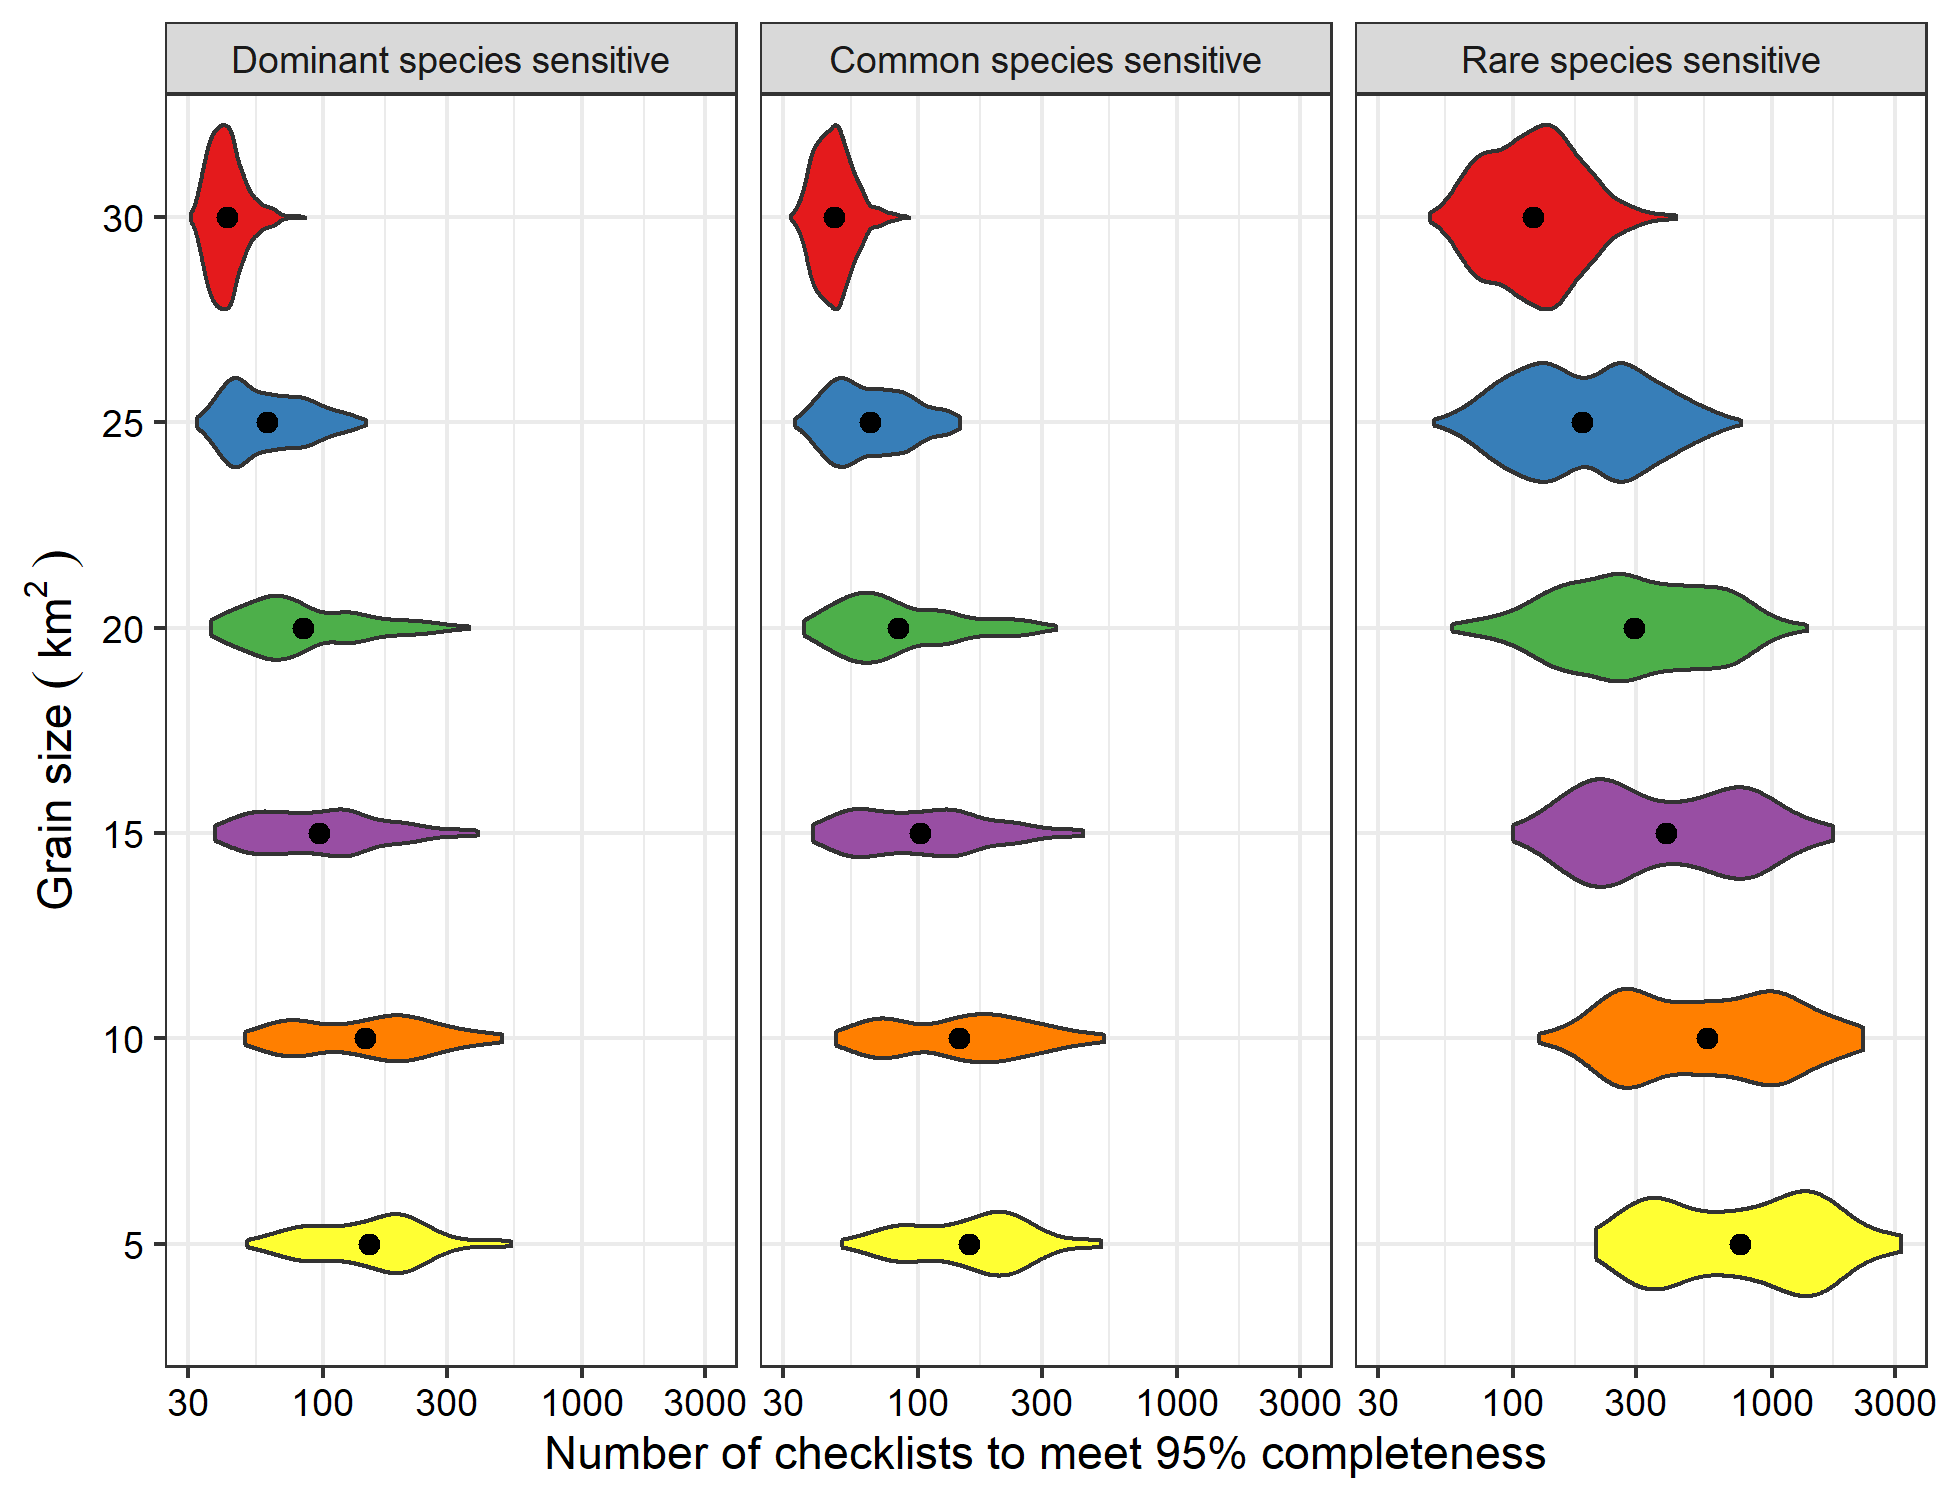 Dominant species sensitive
Common species sensitive
Rare species sensitive
Grain size ( km² )
30
25
20
15
10
5
30 100 300 1000 3000
30 100 300 1000 3000
30 100 300 1000 3000
Number of checklists to meet 95% completeness